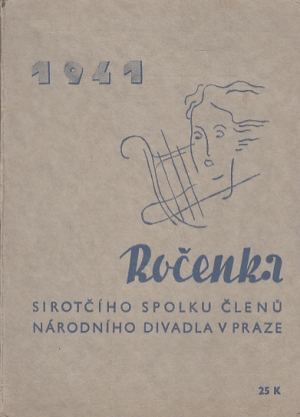 1941
Ročenka
SIROTČÍHO SPOLKU ČLENŮ
NÁRODNÍHO DIVADLA V PRAZE
25 K